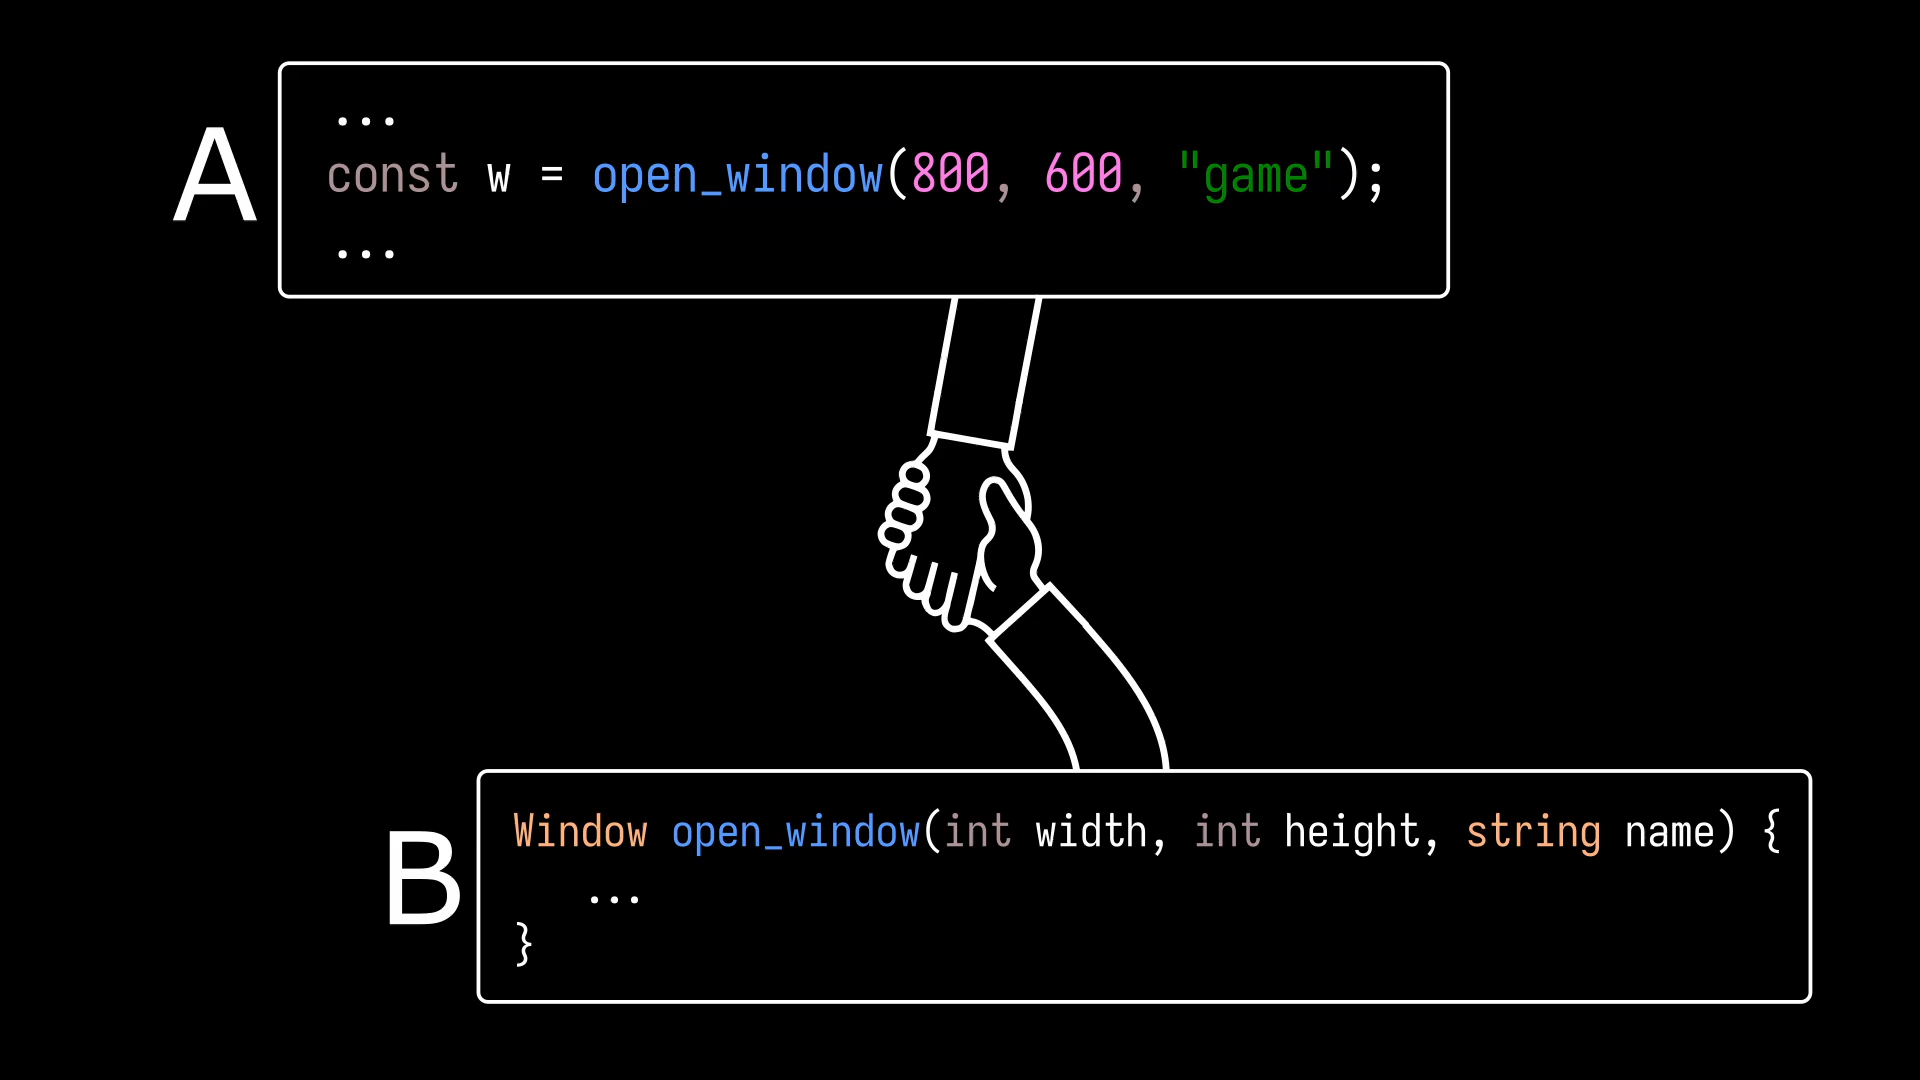 A
...
const w = open_window(800, 600, "game");
...
B
Window open_window(int width, int height, string name) {
...
}